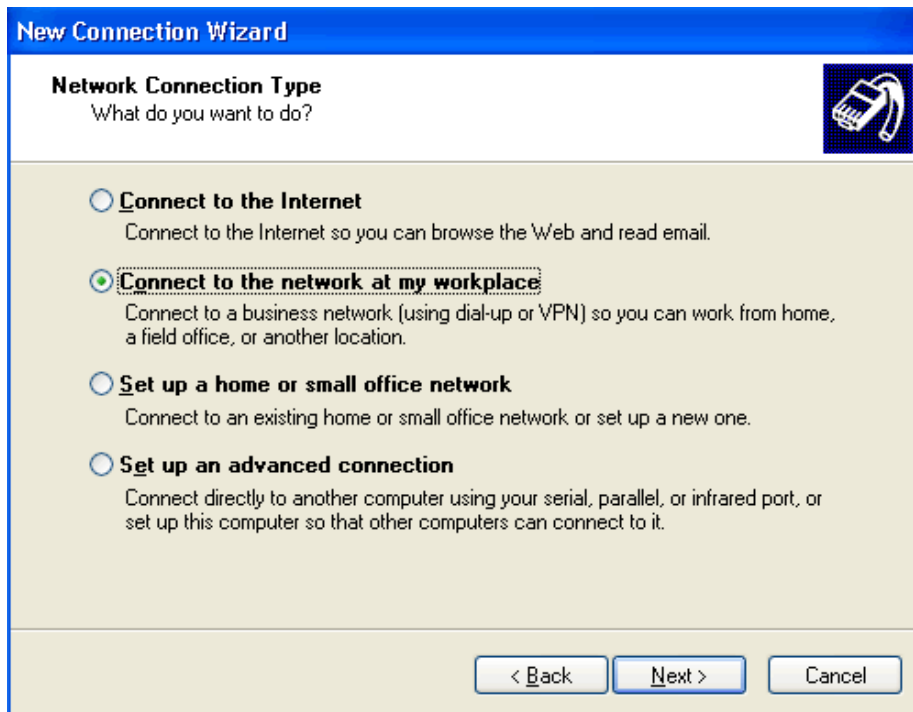 New Connection Wizard
Network Connection Type
What do you want to do?
Connect to the Internet
Connect to the Internet so you can browse the Web and read email.
Connect to the network at my workplace
Connect to a business network (using dial-up or VPN) so you can work from home,
a field office, or another location.
Set up a home or small office network
Connect to an existing home or small office network or set up a new one.
Set up an advanced connection
Connect directly to another computer using your serial, parallel, or infrared port, or
set up this computer so that other computers can connect to it.
< Back Next > Cancel